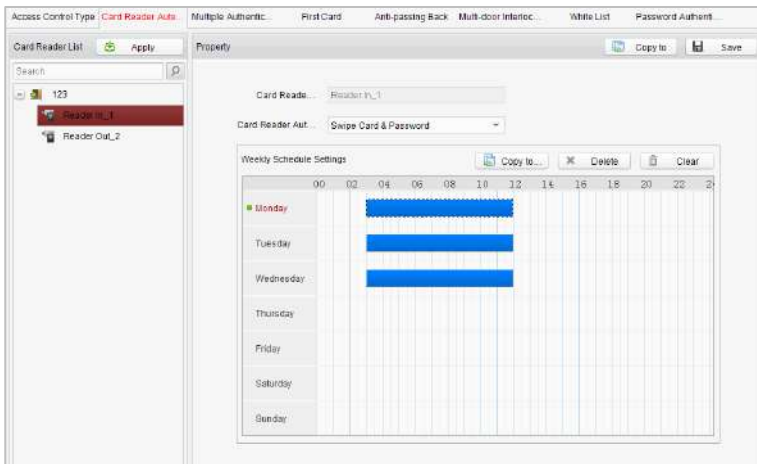 Access Control Type Card Reader Aute... Multiple Authentic... First Card Anti-passing Back Multi-door Interloc... White List Password Authenti...
Card Reader List Apply Property Copy to Save
Search
123
Card Reade... Reader In_1
Reader In_1
Card Reader Aut... Swipe Card & Password
Reader Out_2
Weekly Schedule Settings Copy to... Delete Clear
00 02 04 06 08 10 12 14 16 18 20 22 2
Monday
Tuesday
Wednesday
Thursday
Friday
Saturday
Sunday